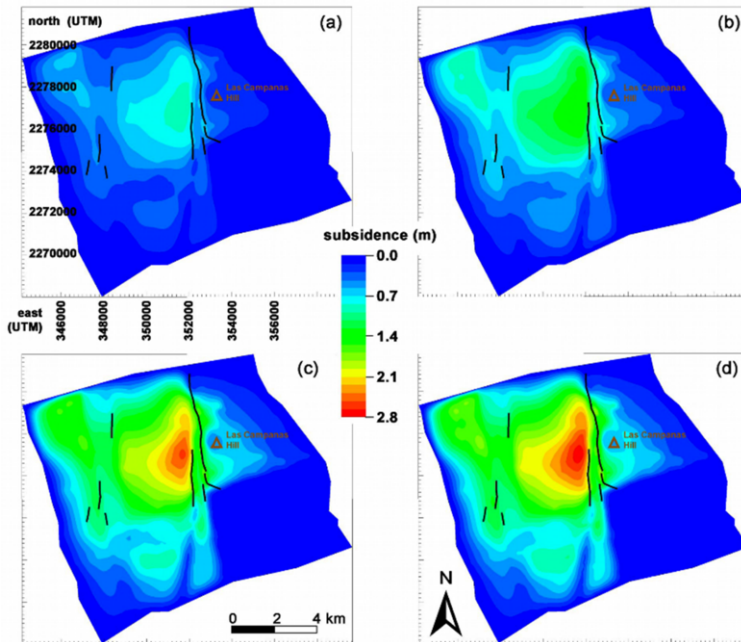 north (UTM)
(a)
(b)
2280000
2278000
2276000
2274000
2272000
2270000
Las Campanas
Hill
Las Campanas
Hill
subsidence (m)
0.0
0.7
1.4
2.1
2.8
east
(UTM)
346000
348000
350000
352000
354000
356000
(c)
(d)
Las Campanas
Hill
Las Campanas
Hill
0 2 4 km
N